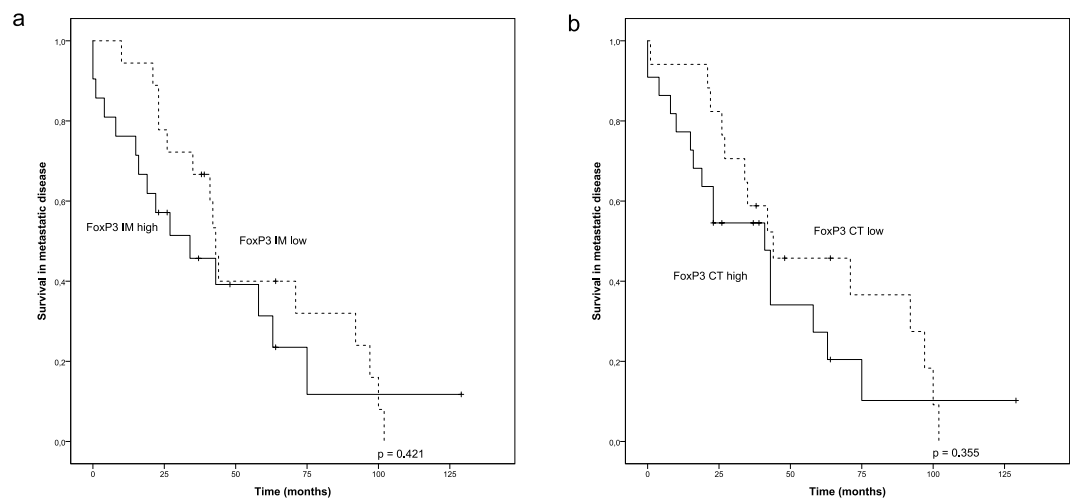 a
Survival in metastatic disease
1,0
0,8
0,6
0,4
0,2
0,0
FoxP3 IM high
FoxP3 IM low
p = 0.421
0 25 50 75 100 125
Time (months)
b
Survival in metastatic disease
1,0
0,8
0,6
0,4
0,2
0,0
FoxP3 CT low
FoxP3 CT high
p = 0.355
0 25 50 75 100 125
Time (months)